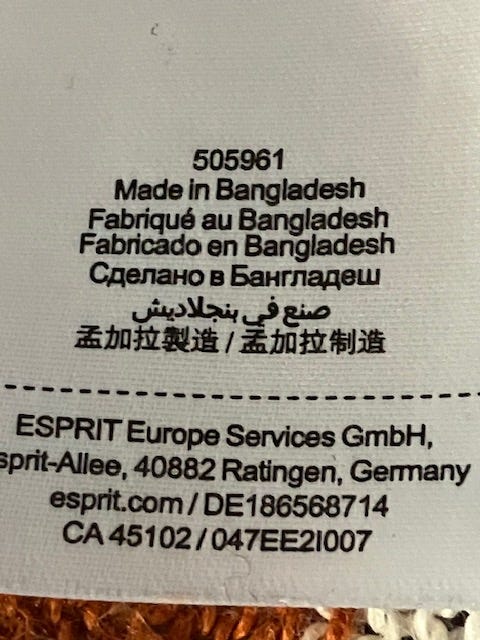 505961
Made in Bangladesh
Fabriqué au Bangladesh
Fabricado en Bangladesh
Сделано в Бангладеш
صنع في بنجلاديش
孟加拉製造 / 孟加拉制造
ESPRIT Europe Services GmbH,
sprit-Allee, 40882 Ratingen, Germany
esprit.com / DE186568714
CA 45102 / 047EE2I007